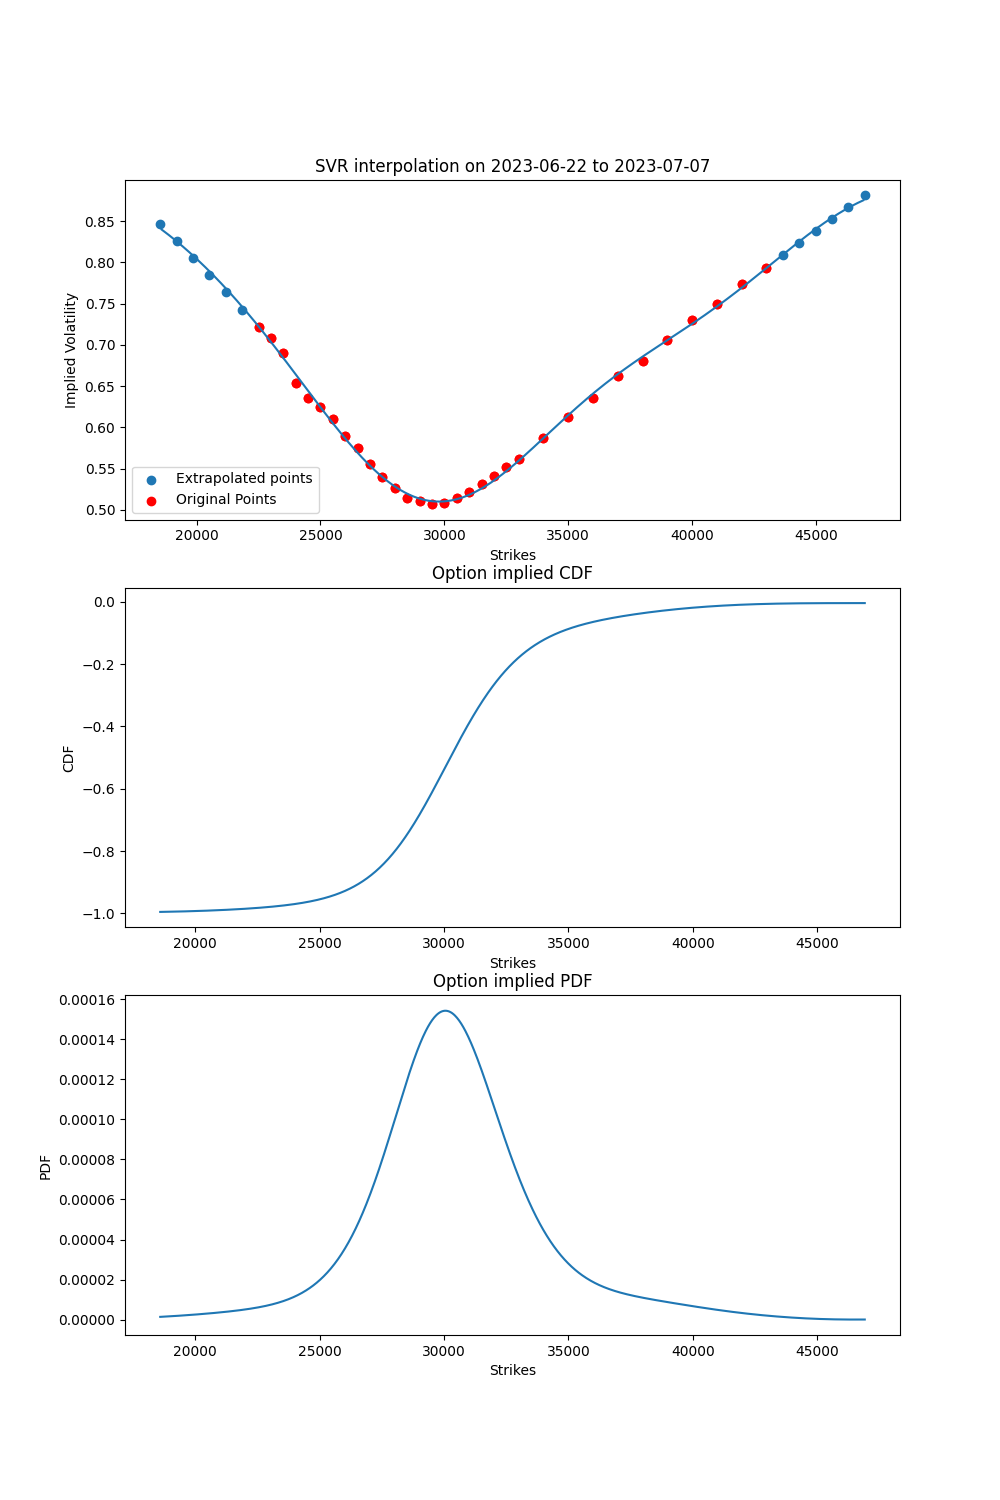 SVR interpolation on 2023-06-22 to 2023-07-07
0.85
0.80
0.75
0.70
0.65
0.60
0.55
0.50
Implied Volatility
Extrapolated points
Original Points
20000 25000 30000 35000 40000 45000
Strikes
Option implied CDF
0.0
−0.2
−0.4
−0.6
−0.8
−1.0
CDF
20000 25000 30000 35000 40000 45000
Strikes
Option implied PDF
0.00016
0.00014
0.00012
0.00010
0.00008
0.00006
0.00004
0.00002
0.00000
PDF
20000 25000 30000 35000 40000 45000
Strikes